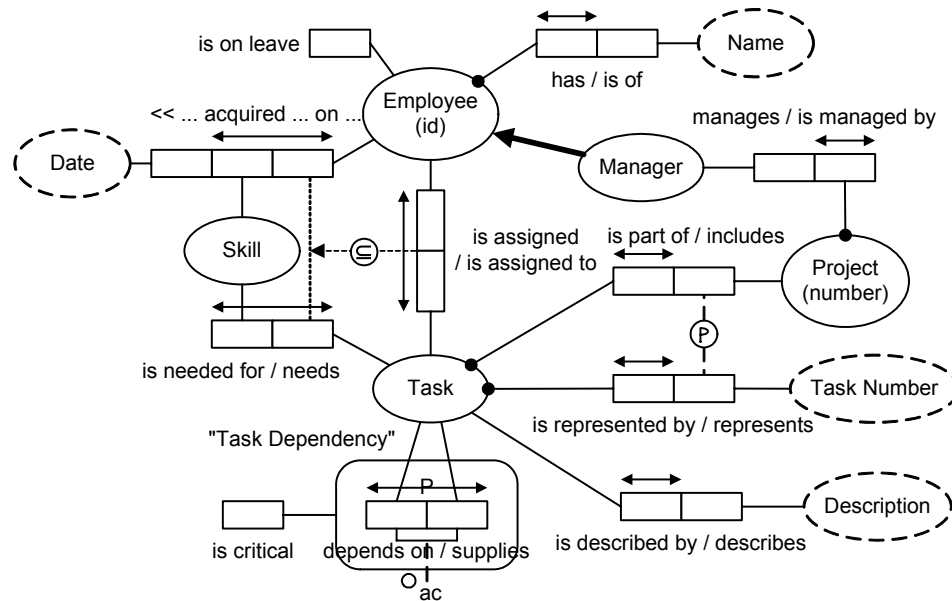 is on leave
Name
has / is of
Employee
(id)
<< ... acquired ... on ...
manages / is managed by
Date
Manager
Skill
is assigned
/ is assigned to
is part of / includes
Project
(number)
P
is needed for / needs
Task
Task Number
is represented by / represents
"Task Dependency"
P
Description
is critical
depends on / supplies
is described by / describes
ac